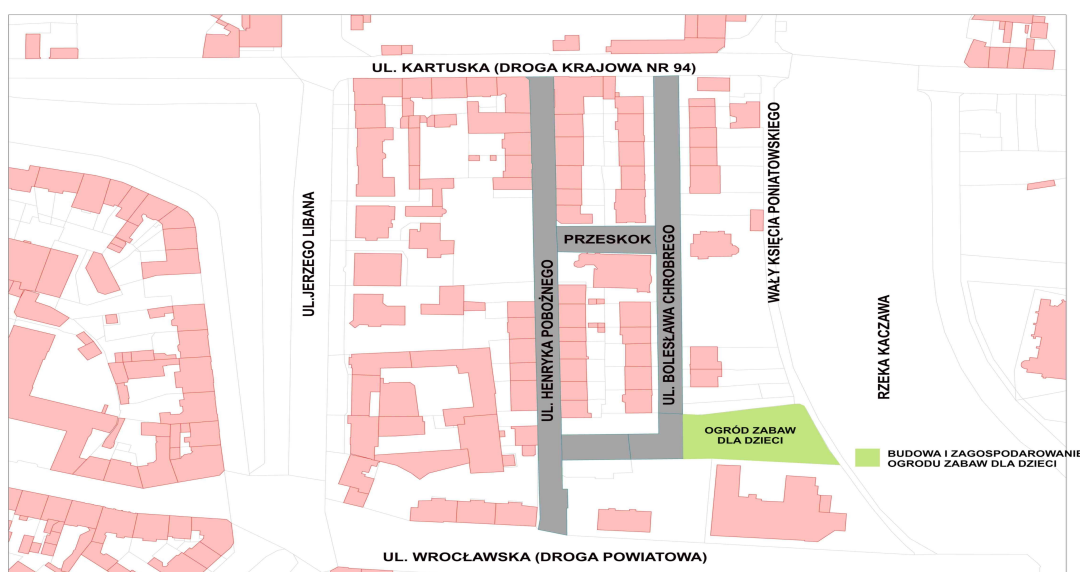 UL. KARTUSKA (DROGA KRAJOWA NR 94)
UL.JERZEGO LIBANA
UL. HENRYKA POBOŻNEGO
PRZESKOK
UL. BOLESŁAWA CHROBREGO
WAŁY KSIĘCIA PONIATOWSKIEGO
RZEKA KACZAWA
OGRÓD ZABAW
DLA DZIECI
BUDOWA I ZAGOSPODAROWANIE
OGRODU ZABAW DLA DZIECI
UL. WROCŁAWSKA (DROGA POWIATOWA)